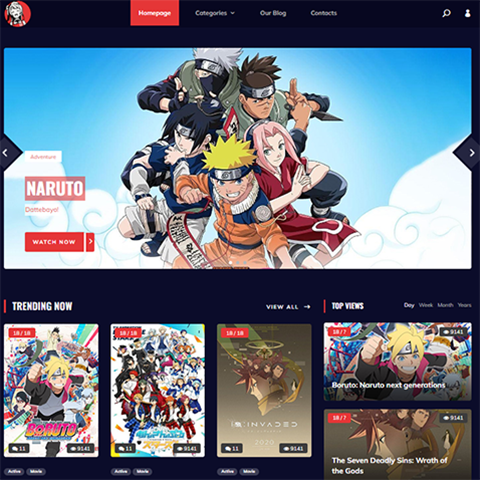 Homepage
Categories
Our Blog
Contacts
Adventure
NARUTO
Dattebayo!
WATCH NOW
TRENDING NOW
VIEW ALL
TOP VIEWS
Day
Week
Month
Years
18 / 18
18 / 18
18 / 18
BORUTO
INVADED
2020
11
9141
11
9141
11
9141
Active
Movie
Active
Movie
Active
Movie
18 / ?
9141
Boruto: Naruto next generations
18 / ?
9141
The Seven Deadly Sins: Wrath of
the Gods